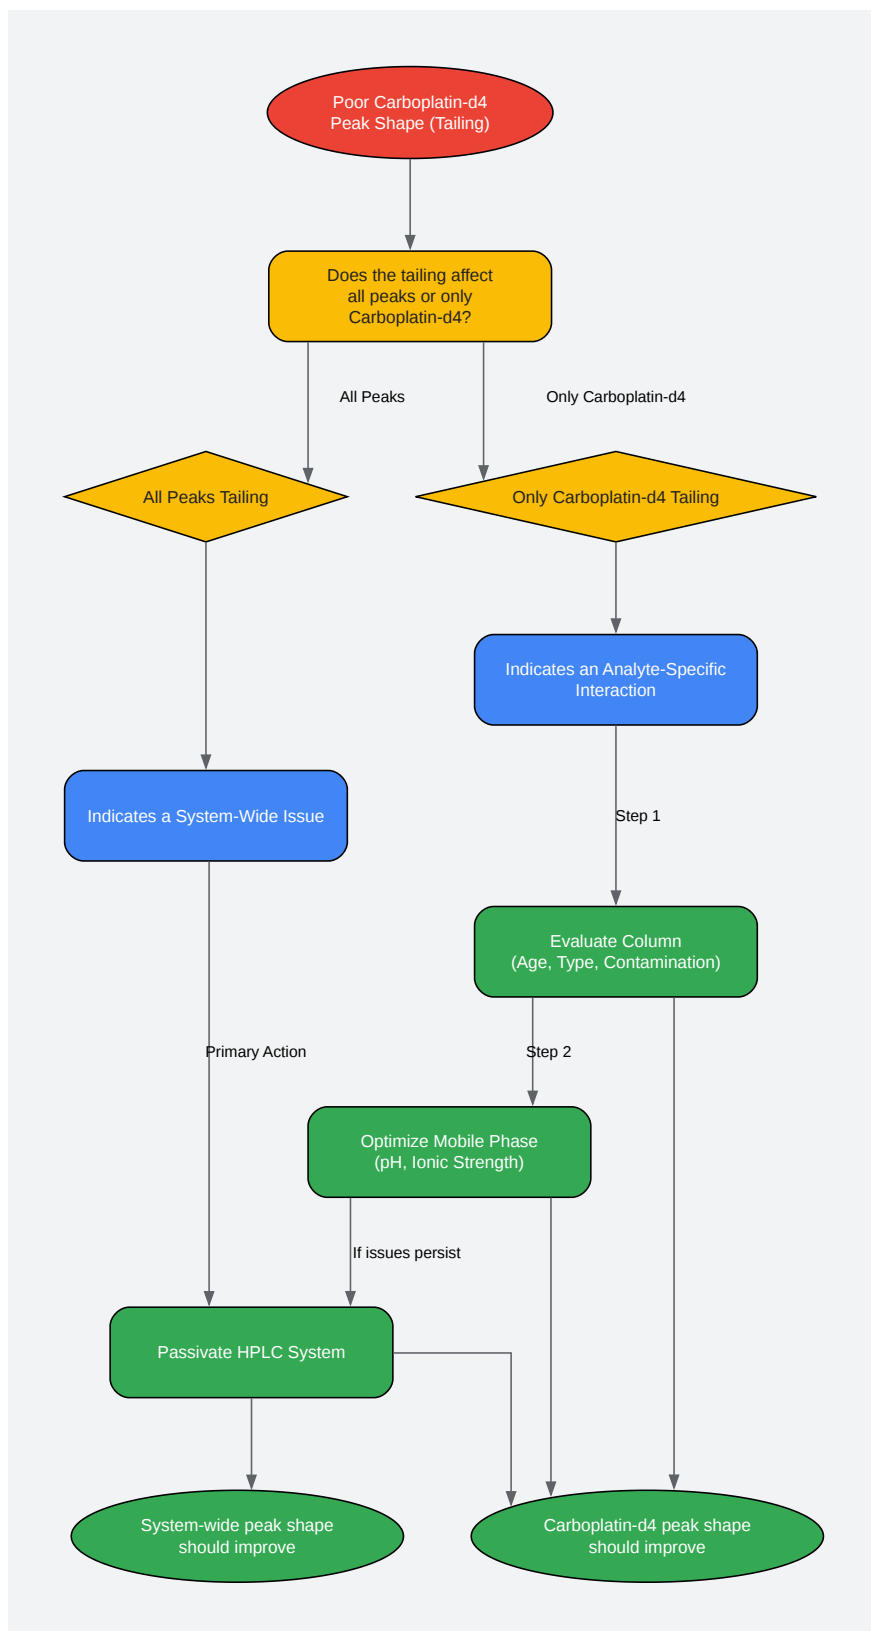 Poor Carboplatin-d4
Peak Shape (Tailing)
Does the tailing affect
all peaks or only
Carboplatin-d4?
All Peaks
Only Carboplatin-d4
All Peaks Tailing
Only Carboplatin-d4 Tailing
Indicates an Analyte-Specific
Interaction
Indicates a System-Wide Issue
Step 1
Evaluate Column
(Age, Type, Contamination)
Primary Action
Step 2
Optimize Mobile Phase
(pH, Ionic Strength)
If issues persist
Passivate HPLC System
System-wide peak shape
should improve
Carboplatin-d4 peak shape
should improve